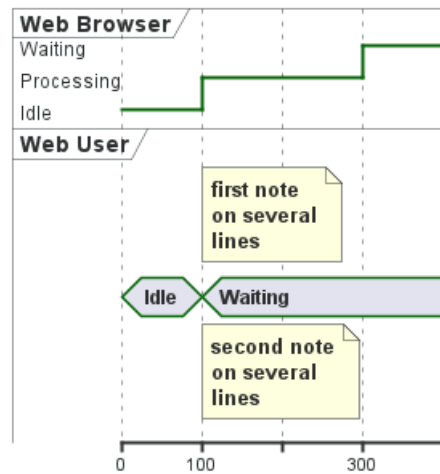 Web Browser
Waiting
Processing
Idle
Web User
first note
on several
lines
Idle
Waiting
second note
on several
lines
0 100 300